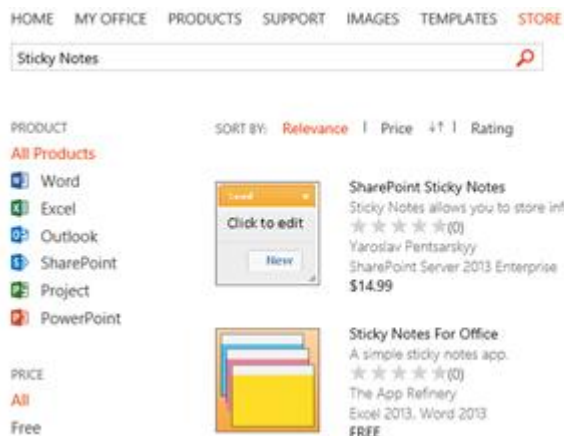 HOME MY OFFICE PRODUCTS SUPPORT IMAGES TEMPLATES STORE
Sticky Notes
PRODUCT
All Products
Word
Excel
Outlook
SharePoint
Project
PowerPoint
PRICE
All
Free
SORT BY: Relevance | Price ↓↑ | Rating
Click to edit
New
SharePoint Sticky Notes
Sticky Notes allows you to store inf
(0)
Yaroslav Pentsarskyy
SharePoint Server 2013 Enterprise
$14.99
Sticky Notes For Office
A simple sticky notes app.
(0)
The App Refinery
Excel 2013, Word 2013
FREE